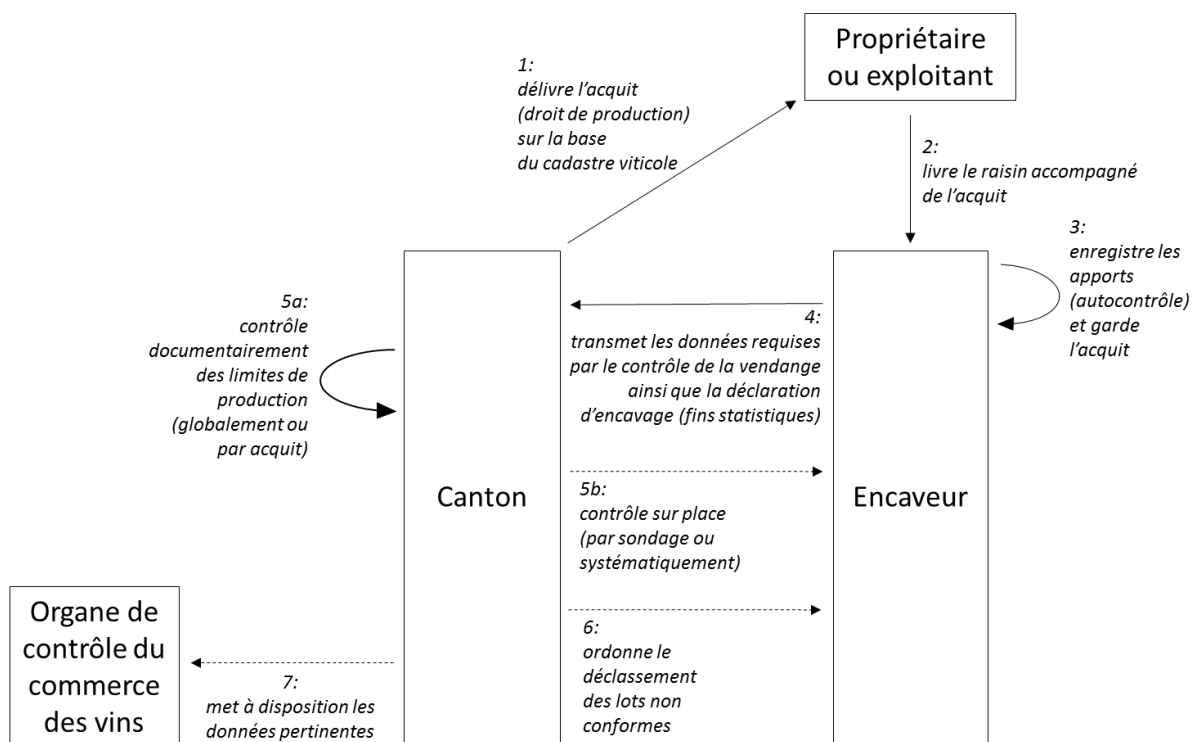 Propriétaire
ou exploitant
1:
délivre l’acquit
(droit de production)
sur la base
du cadastre viticole
2:
livre le raisin accompagné
de l’acquit
3:
enregistre les
apports
(autocontrôle)
et garde
l’acquit
4:
transmet les données requises
par le contrôle de la vendange
ainsi que la déclaration
d’encavage (fins statistiques)
5a:
contrôle
documentairement
des limites de
production
(globalement ou
par acquit)
Canton
Encaveur
5b:
contrôle sur place
(par sondage ou
systématiquement)
6:
ordonne le
déclassement
des lots non
conformes
Organe de
contrôle du
commerce
des vins
7:
met à disposition les
données pertinentes